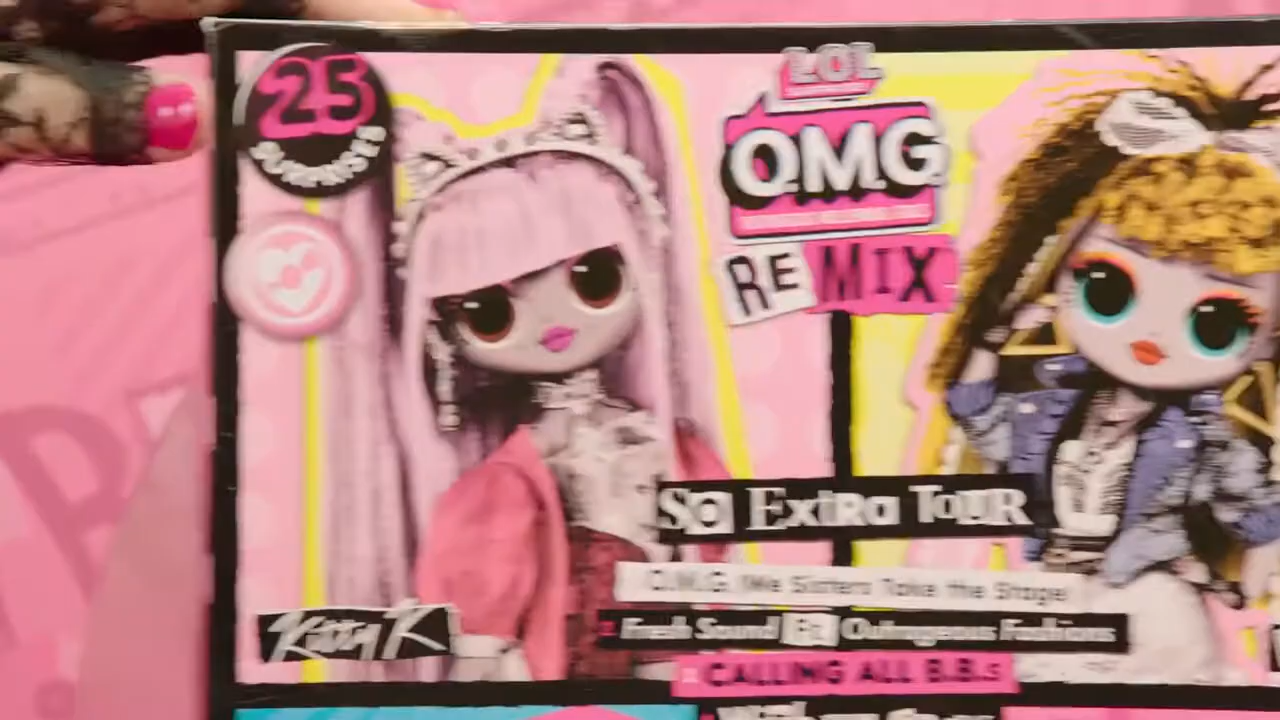 25
SURPRISES
LOL
O.M.G.
REMIX
So Extra Tour
O.M.G. (We Sisters Take the Stage)
Fresh Sound Et Outrageous Fashions
CALLING ALL B.B.s
Kitty K